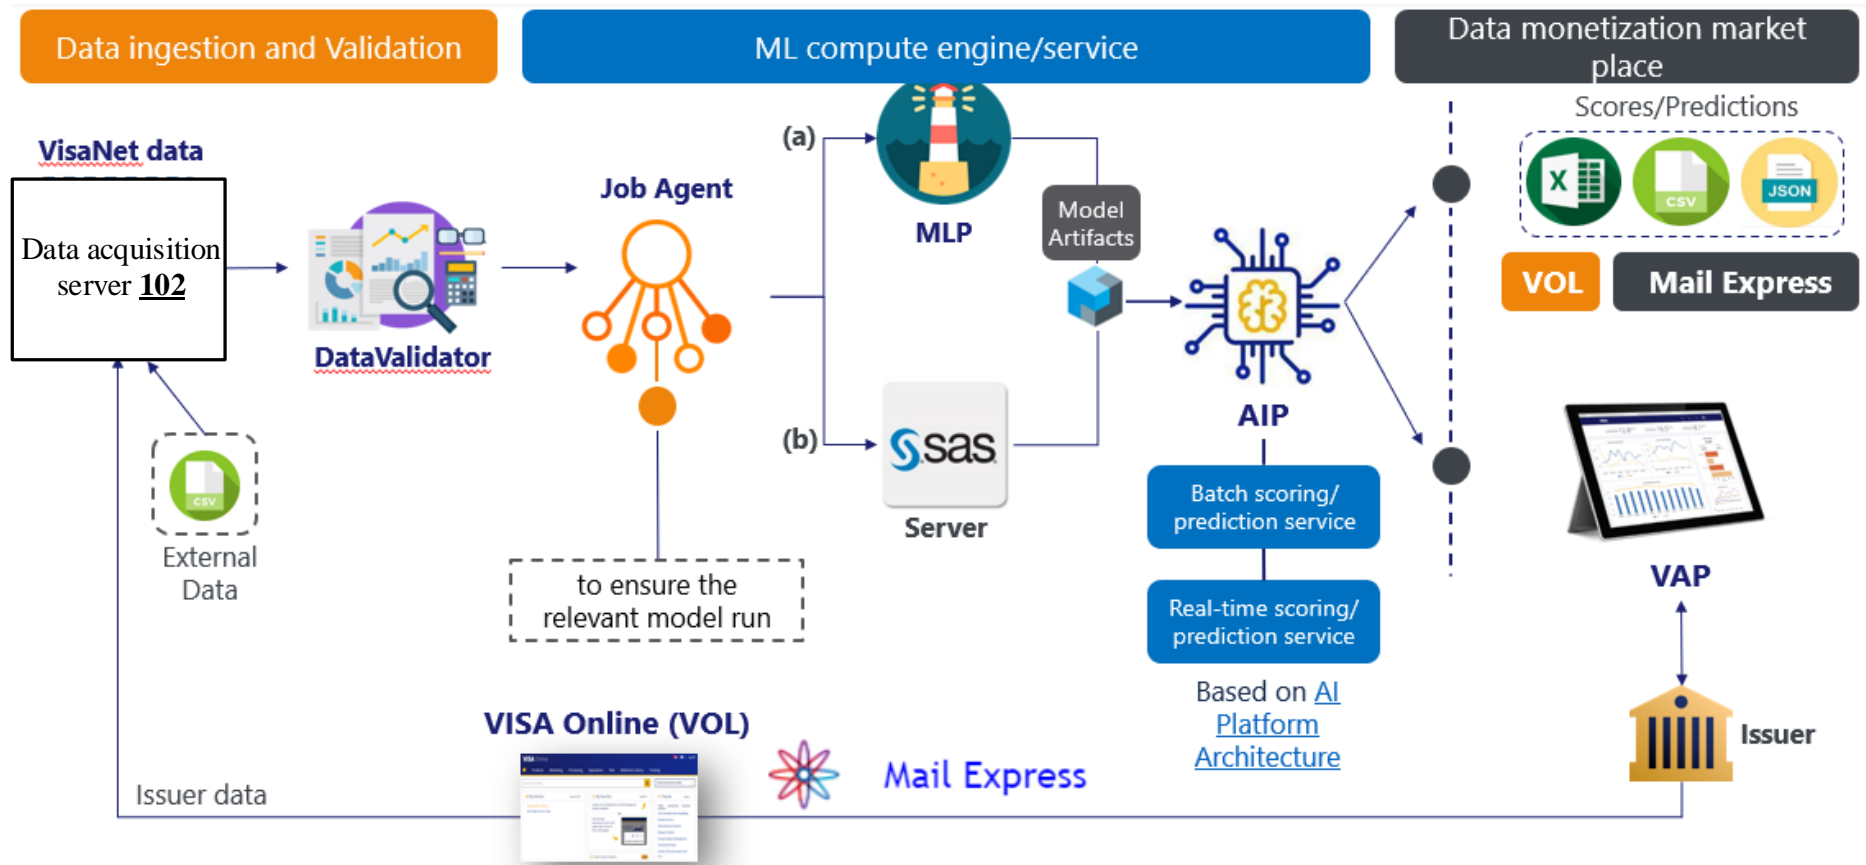 Data ingestion and Validation
ML compute engine/service
Data monetization market
place
Scores/Predictions
CSV
JSON
VOL
Mail Express
VisaNet data
Data acquisition
server 102
DataValidator
Job Agent
(a)
MLP
Model
Artifacts
(b)
sas
Server
AIP
Batch scoring/
prediction service
Real-time scoring/
prediction service
Based on AI
Platform
Architecture
CSV
External
Data
to ensure the
relevant model run
VAP
Issuer
VISA Online (VOL)
Mail Express
Issuer data